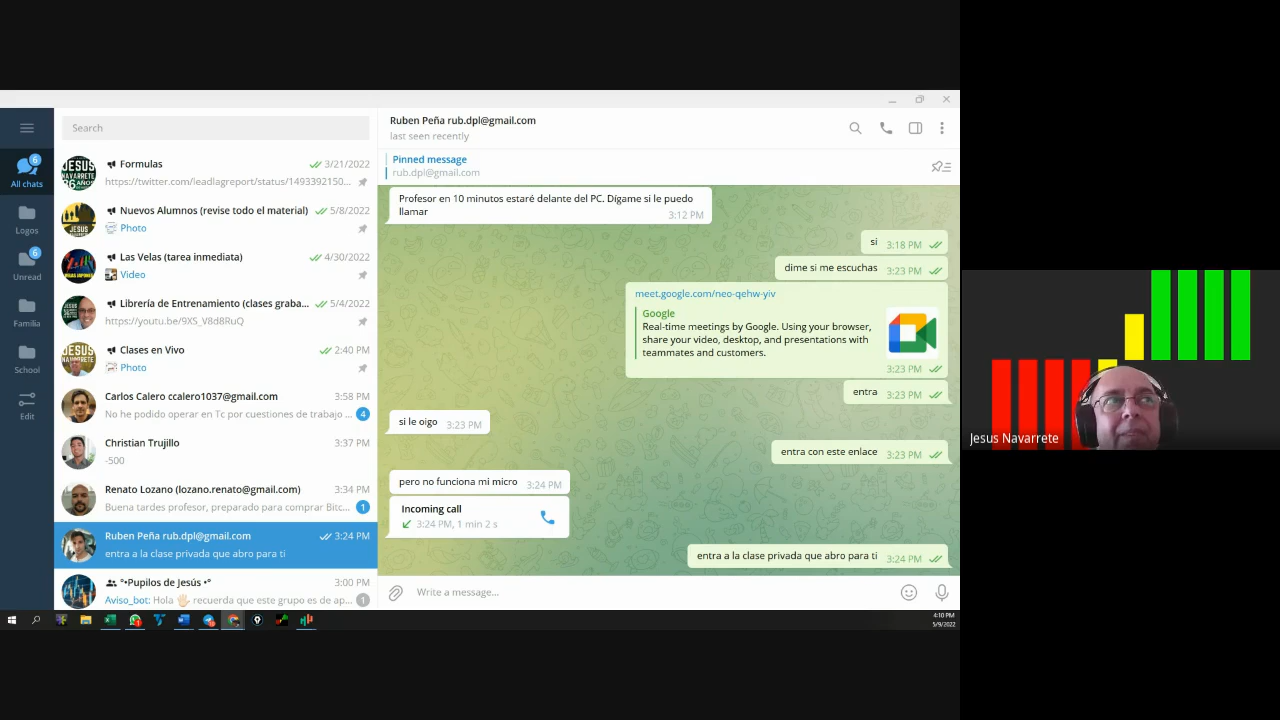 Search
All chats
6
Logos
Unread
6
Familia
School
Edit
Formulas
3/21/2022
https://twitter.com/leadlagreport/status/1493392150...
Nuevos Alumnos (revise todo el material)
5/8/2022
Photo
Las Velas (tarea inmediata)
4/30/2022
Video
Librería de Entrenamiento (clases graba...
5/4/2022
https://youtu.be/9XS_V8d8RuQ
Clases en Vivo
2:40 PM
Photo
Carlos Calero ccalero1037@gmail.com
3:58 PM
No he podido operar en Tc por cuestiones de trabajo ...
4
Christian Trujillo
3:37 PM
-500
Renato Lozano (lozano.renato@gmail.com)
3:34 PM
Buena tardes profesor, preparado para comprar Bitc...
1
Ruben Peña rub.dpl@gmail.com
3:24 PM
entra a la clase privada que abro para ti
°•Pupilos de Jesús •°
3:00 PM
Aviso_bot: Hola 🖐 recuerda que este grupo es de ap...
1
Ruben Peña rub.dpl@gmail.com
last seen recently
Pinned message
rub.dpl@gmail.com
Profesor en 10 minutos estaré delante del PC. Dígame si le puedo
llamar
3:12 PM
si
3:18 PM
dime si me escuchas
3:23 PM
meet.google.com/neo-qehw-yiv
Google
Real-time meetings by Google. Using your browser,
share your video, desktop, and presentations with
teammates and customers.
3:23 PM
entra
3:23 PM
si le oigo
3:23 PM
entra con este enlace
3:23 PM
pero no funciona mi micro
3:24 PM
Incoming call
3:24 PM, 1 min 2 s
entra a la clase privada que abro para ti
3:24 PM
Write a message...
4:10 PM
5/9/2022
Jesus Navarrete